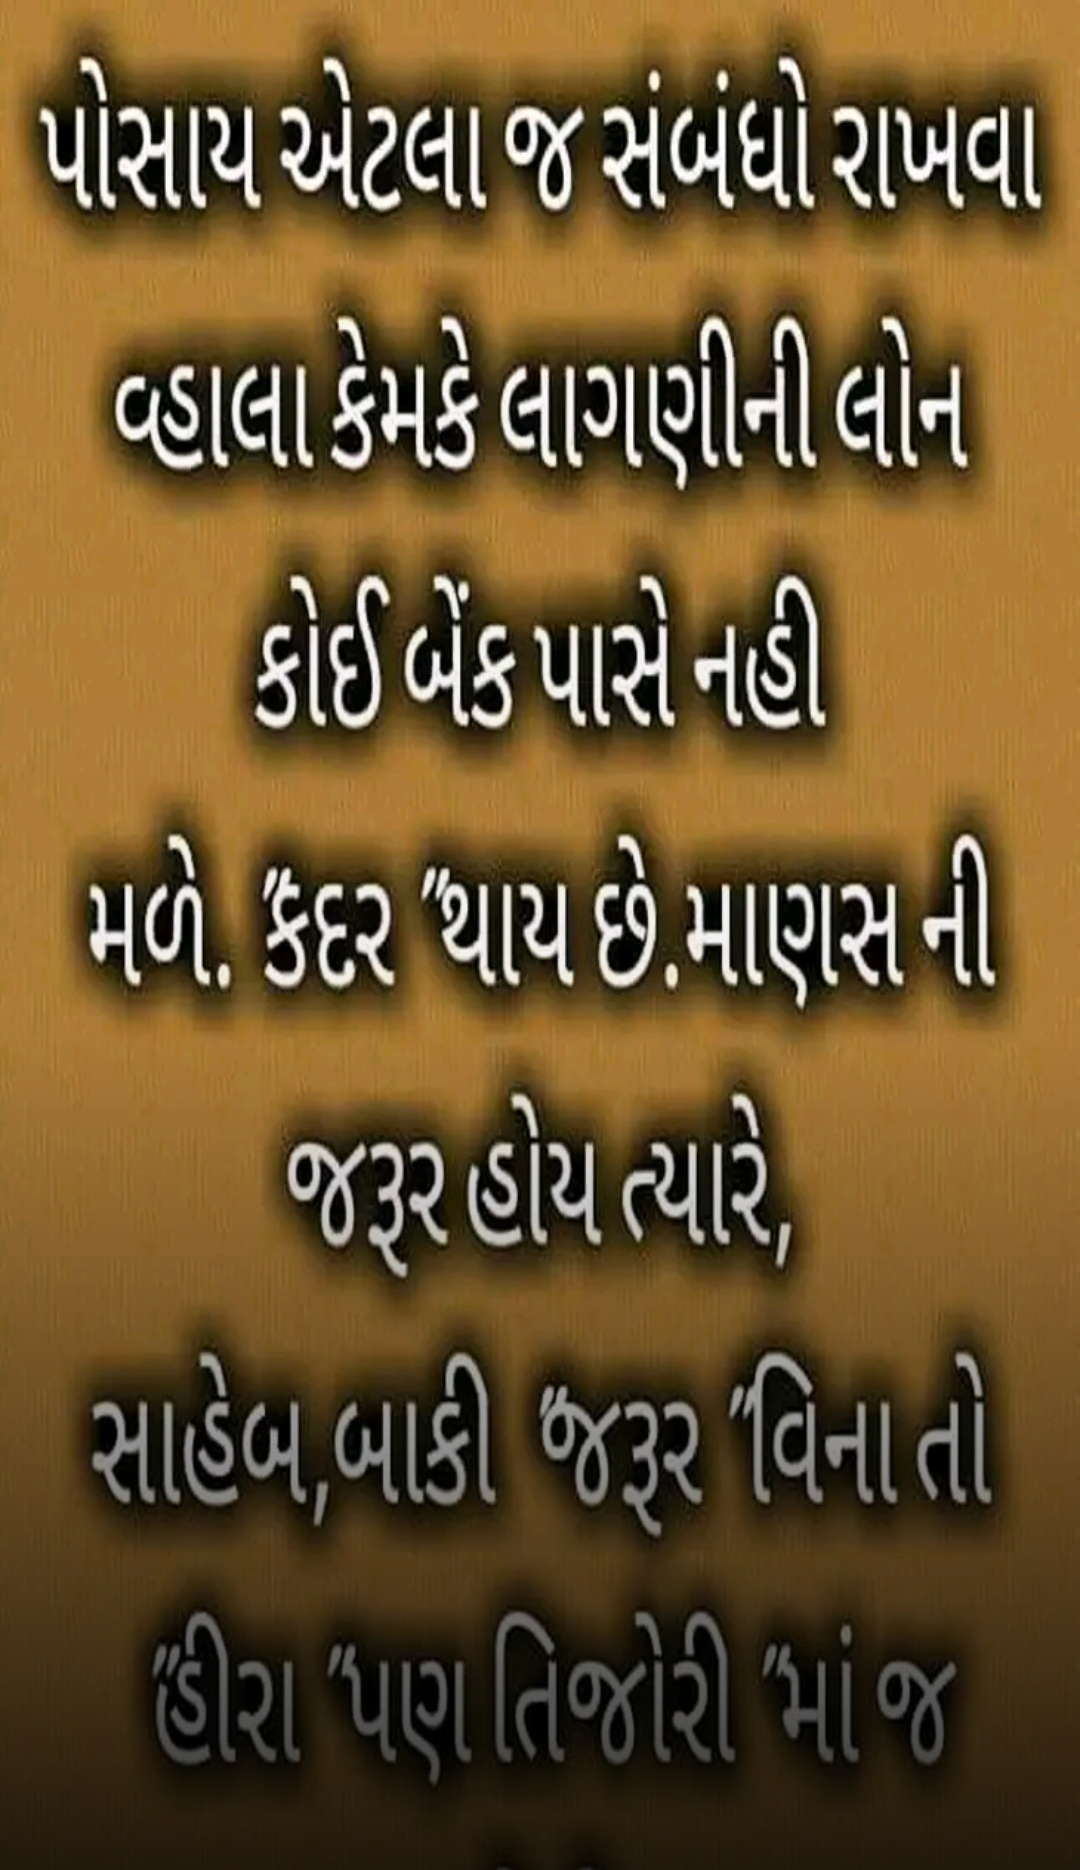 પોસાય એટલા જ સંબંધો રાખવા
વ્હાલા કેમકે લાગણીની લોન
કોઈ બેંક પાસે નહી
મળે. "કદર "થાય છે.માણસ ની
જરૂર હોય ત્યારે,
સાહેબ,બાકી "જરૂર "વિના તો
"હીરા "પણ તિજોરી "માં જ